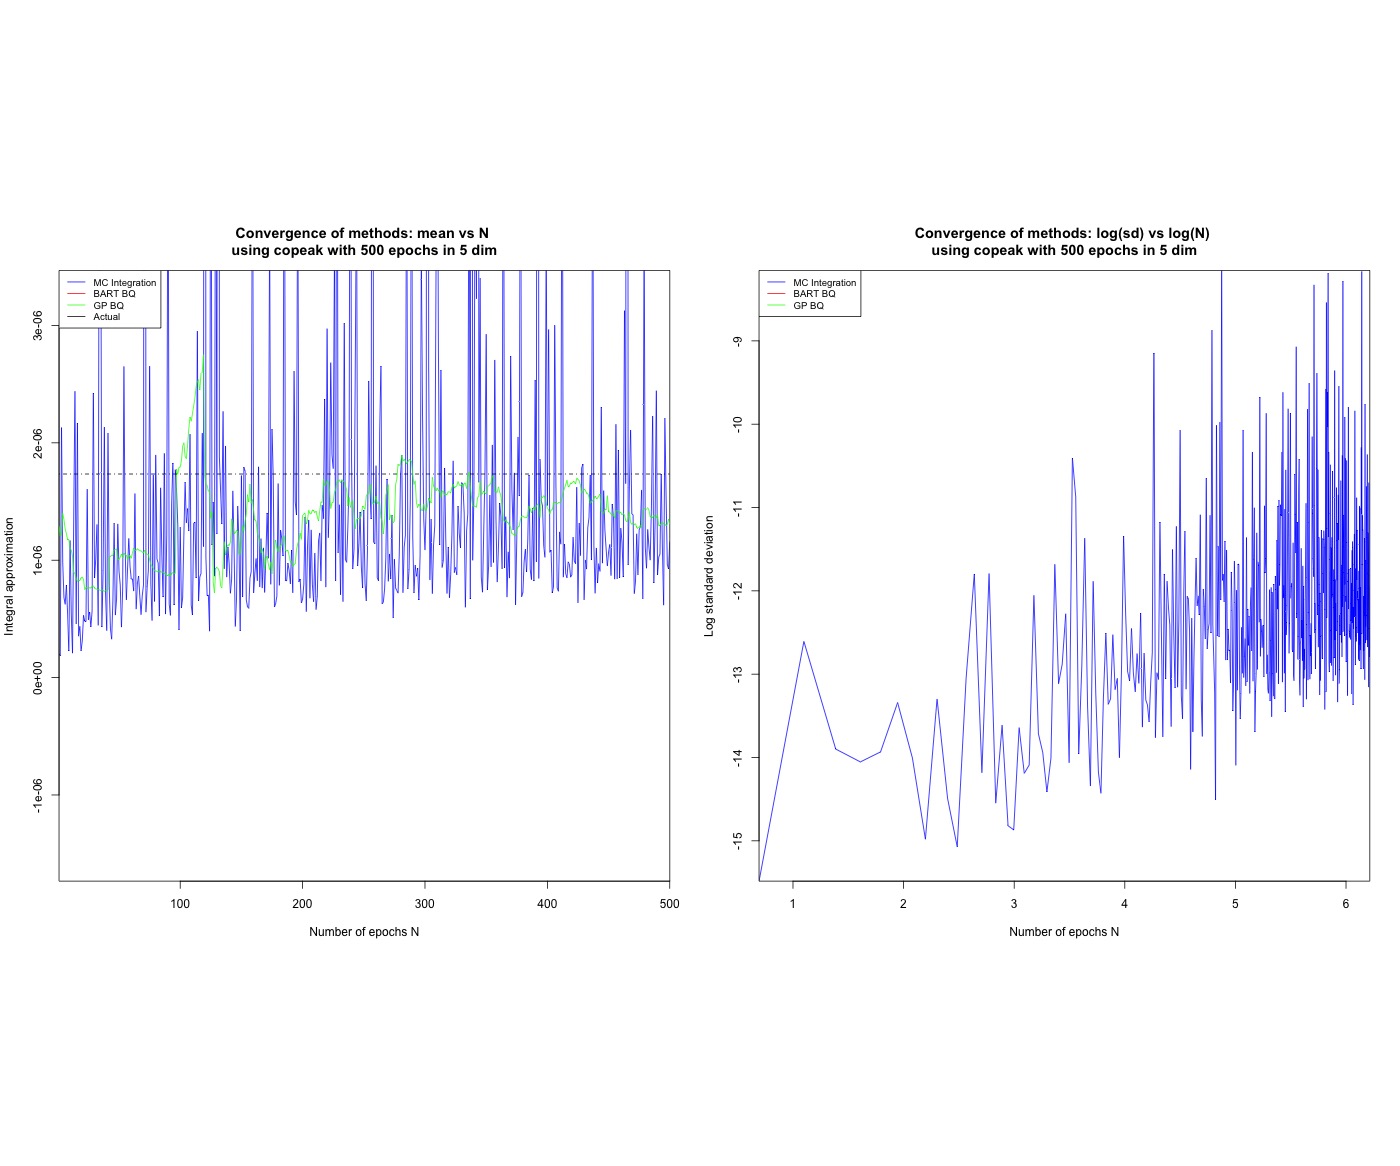 Convergence of methods: mean vs N
using copeak with 500 epochs in 5 dim
MC Integration
BART BQ
GP BQ
Actual
Integral approximation
3e-06
2e-06
1e-06
0e+00
-1e-06
100 200 300 400 500
Number of epochs N
Convergence of methods: log(sd) vs log(N)
using copeak with 500 epochs in 5 dim
MC Integration
BART BQ
GP BQ
Log standard deviation
-9
-10
-11
-12
-13
-14
-15
1 2 3 4 5 6
Number of epochs N